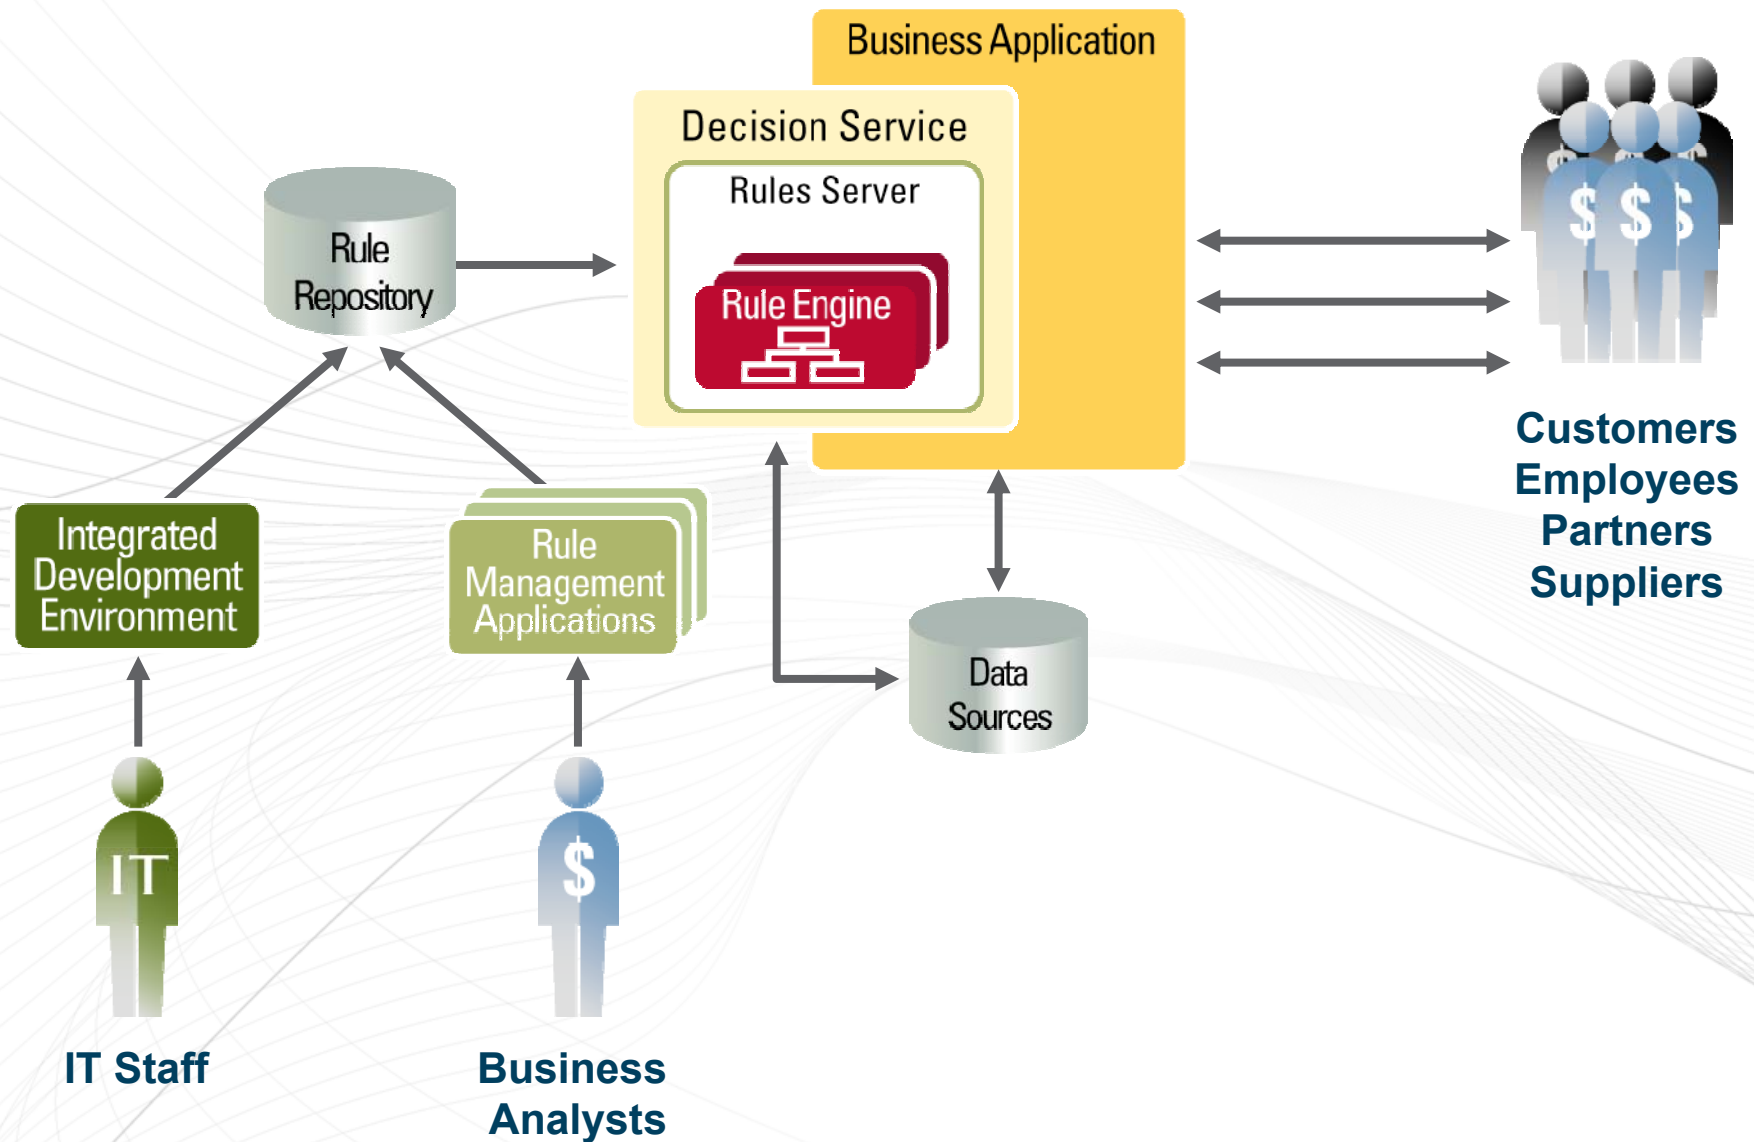 Business Application
Decision Service
Rules Server
Rule Engine
Rule
Repository
Integrated
Development
Environment
Rule
Management
Applications
Data
Sources
$ $ $
$
Customers
Employees
Partners
Suppliers
IT
$
IT Staff
Business
Analysts